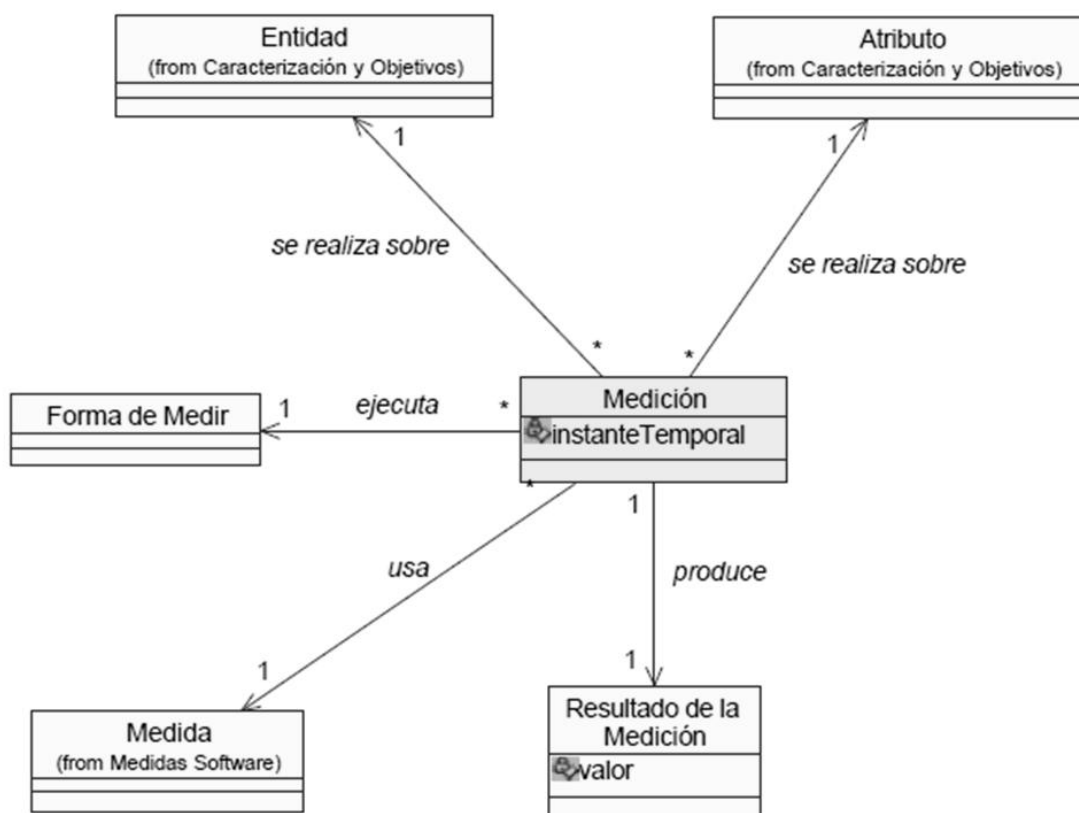 Entidad
(from Caracterización y Objetivos)
Atributo
(from Caracterización y Objetivos)
1
1
se realiza sobre
se realiza sobre
*
*
Forma de Medir
1
ejecuta
*
Medición
instanteTemporal
*
1
usa
produce
1
1
Medida
(from Medidas Software)
Resultado de la
Medición
valor